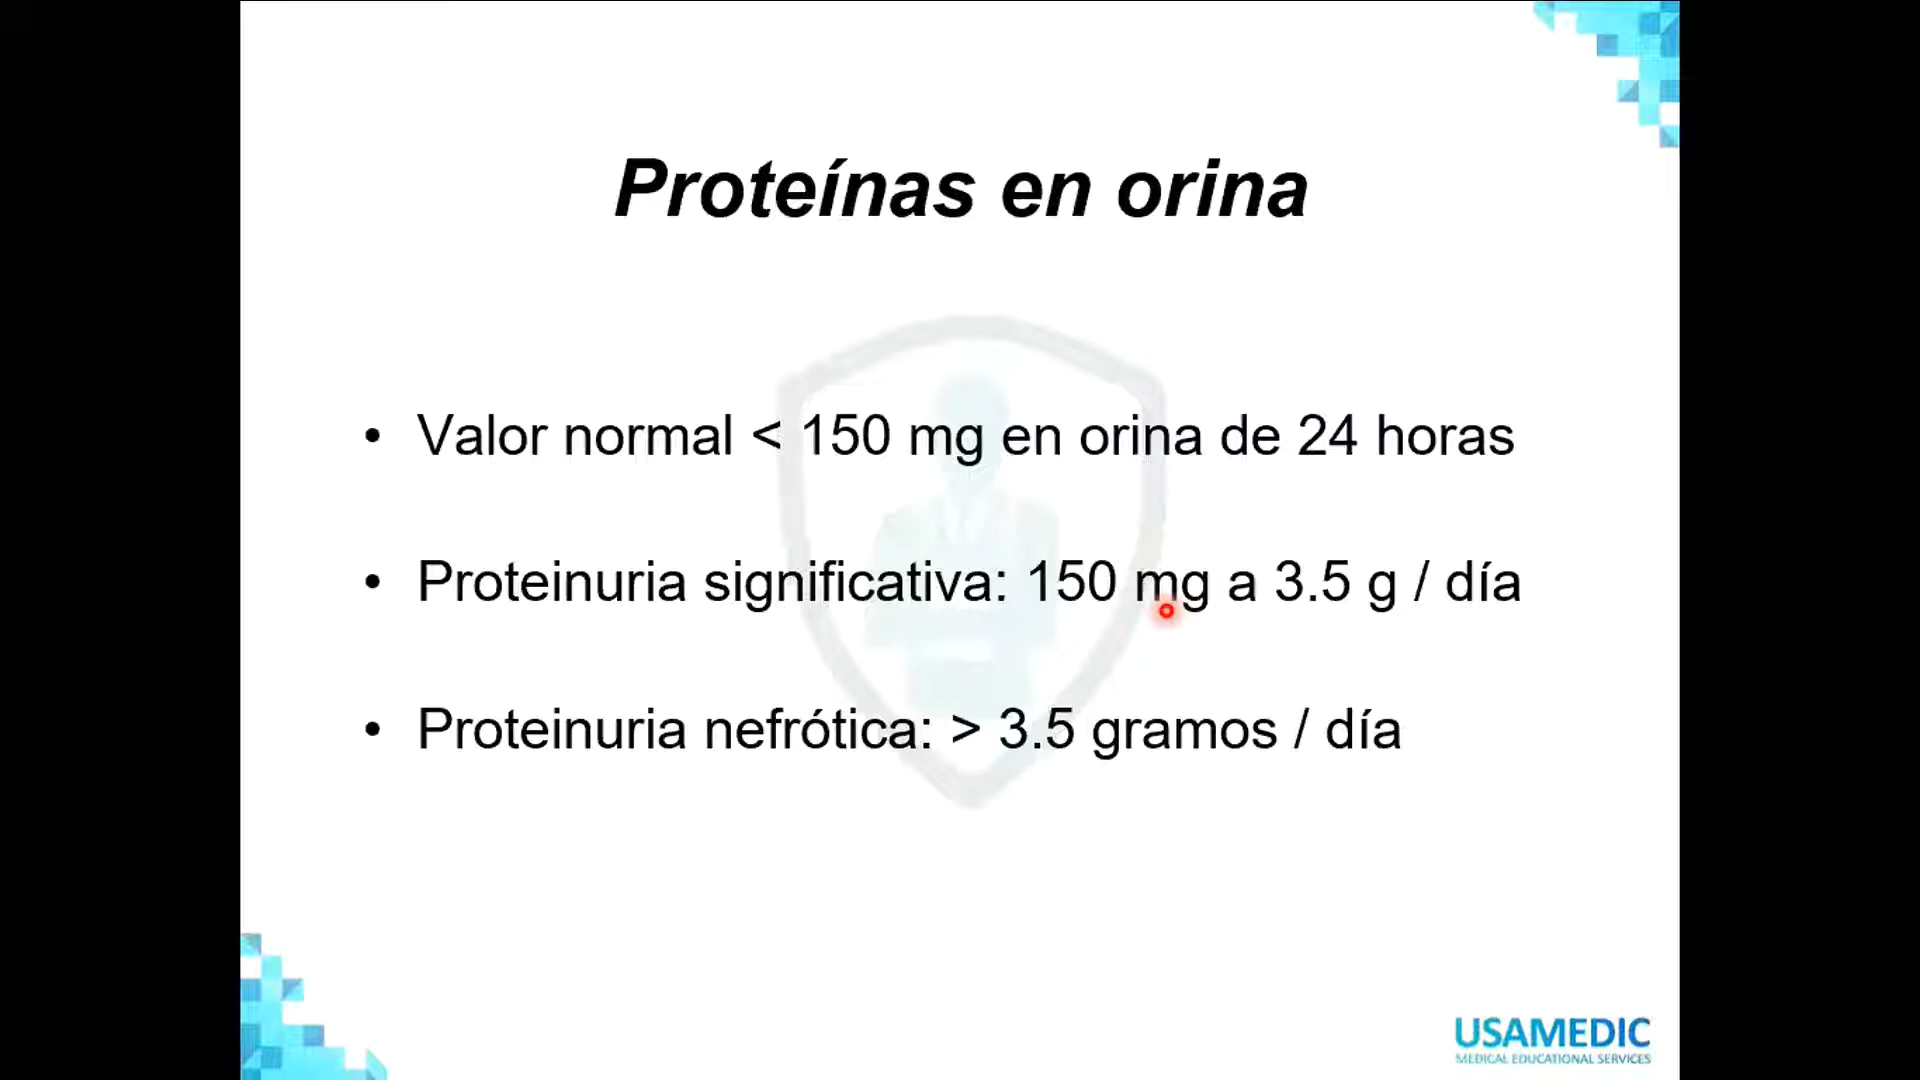 Proteínas en orina
• Valor normal < 150 mg en orina de 24 horas
• Proteinuria significativa: 150 mg a 3.5 g / día
• Proteinuria nefrótica: > 3.5 gramos / día
USAMEDIC
MEDICAL EDUCATIONAL SERVICES